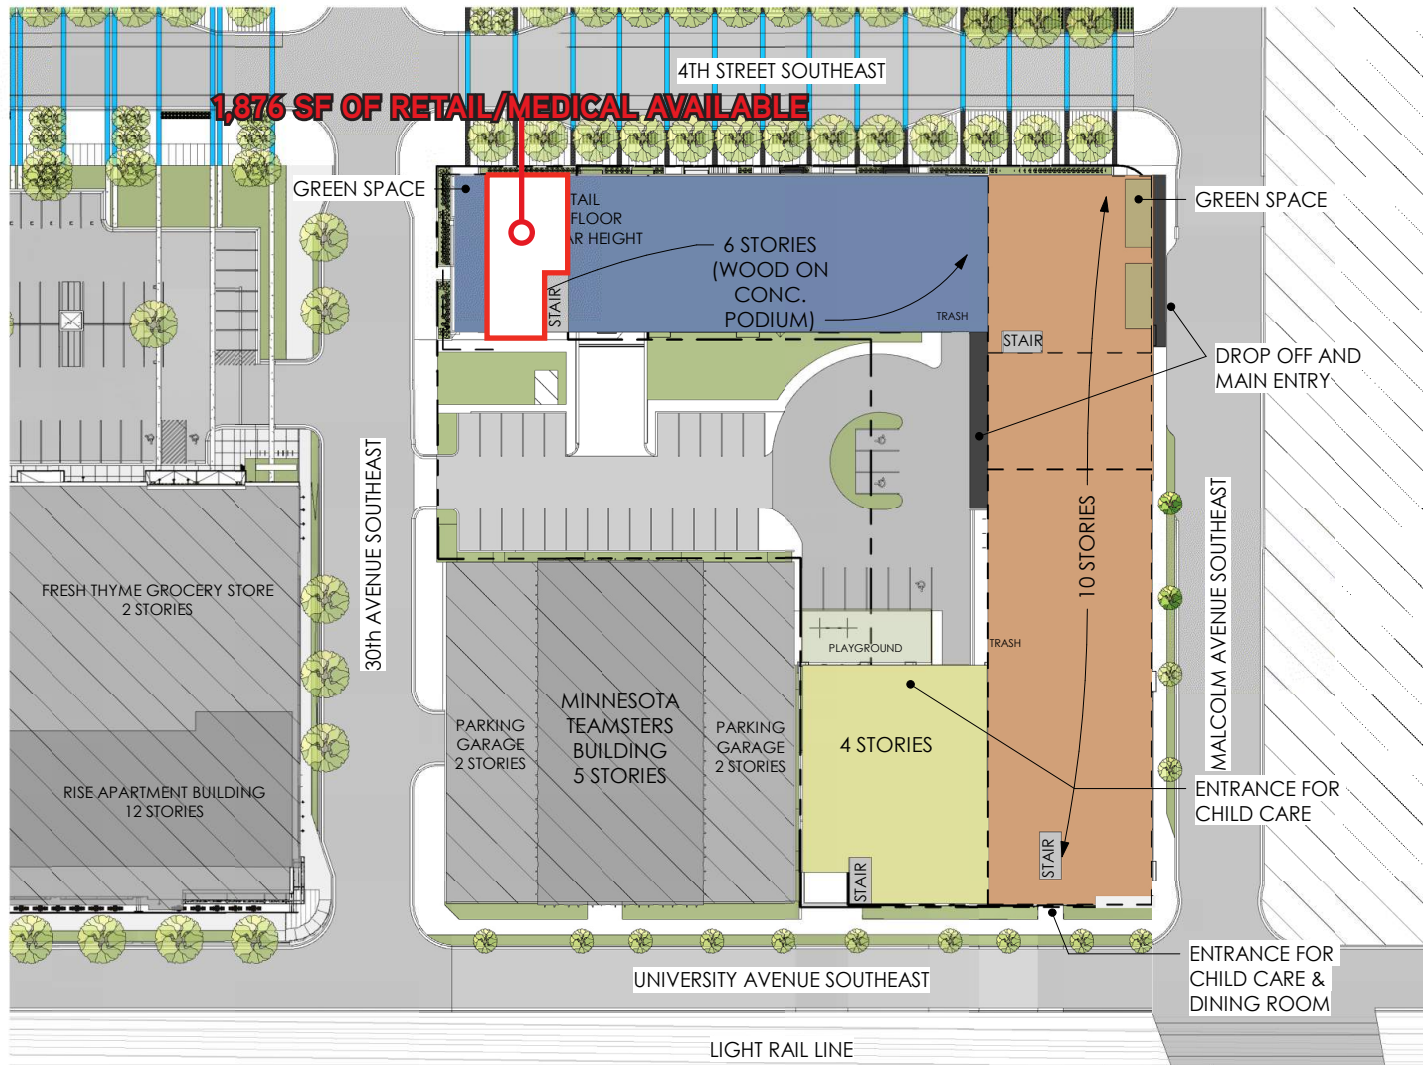 4TH STREET SOUTHEAST
1,876 SF OF RETAIL/MEDICAL AVAILABLE
GREEN SPACE
TAIL
FLOOR
AR HEIGHT
6 STORIES
(WOOD ON
CONC.
PODIUM)
STAIR
TRASH
STAIR
GREEN SPACE
DROP OFF AND
MAIN ENTRY
30th AVENUE SOUTHEAST
10 STORIES
MALCOLM AVENUE SOUTHEAST
FRESH THYME GROCERY STORE
2 STORIES
RISE APARTMENT BUILDING
12 STORIES
PARKING
GARAGE
2 STORIES
MINNESOTA
TEAMSTERS
BUILDING
5 STORIES
PARKING
GARAGE
2 STORIES
PLAYGROUND
TRASH
4 STORIES
STAIR
STAIR
ENTRANCE FOR
CHILD CARE
ENTRANCE FOR
CHILD CARE &
DINING ROOM
UNIVERSITY AVENUE SOUTHEAST
LIGHT RAIL LINE